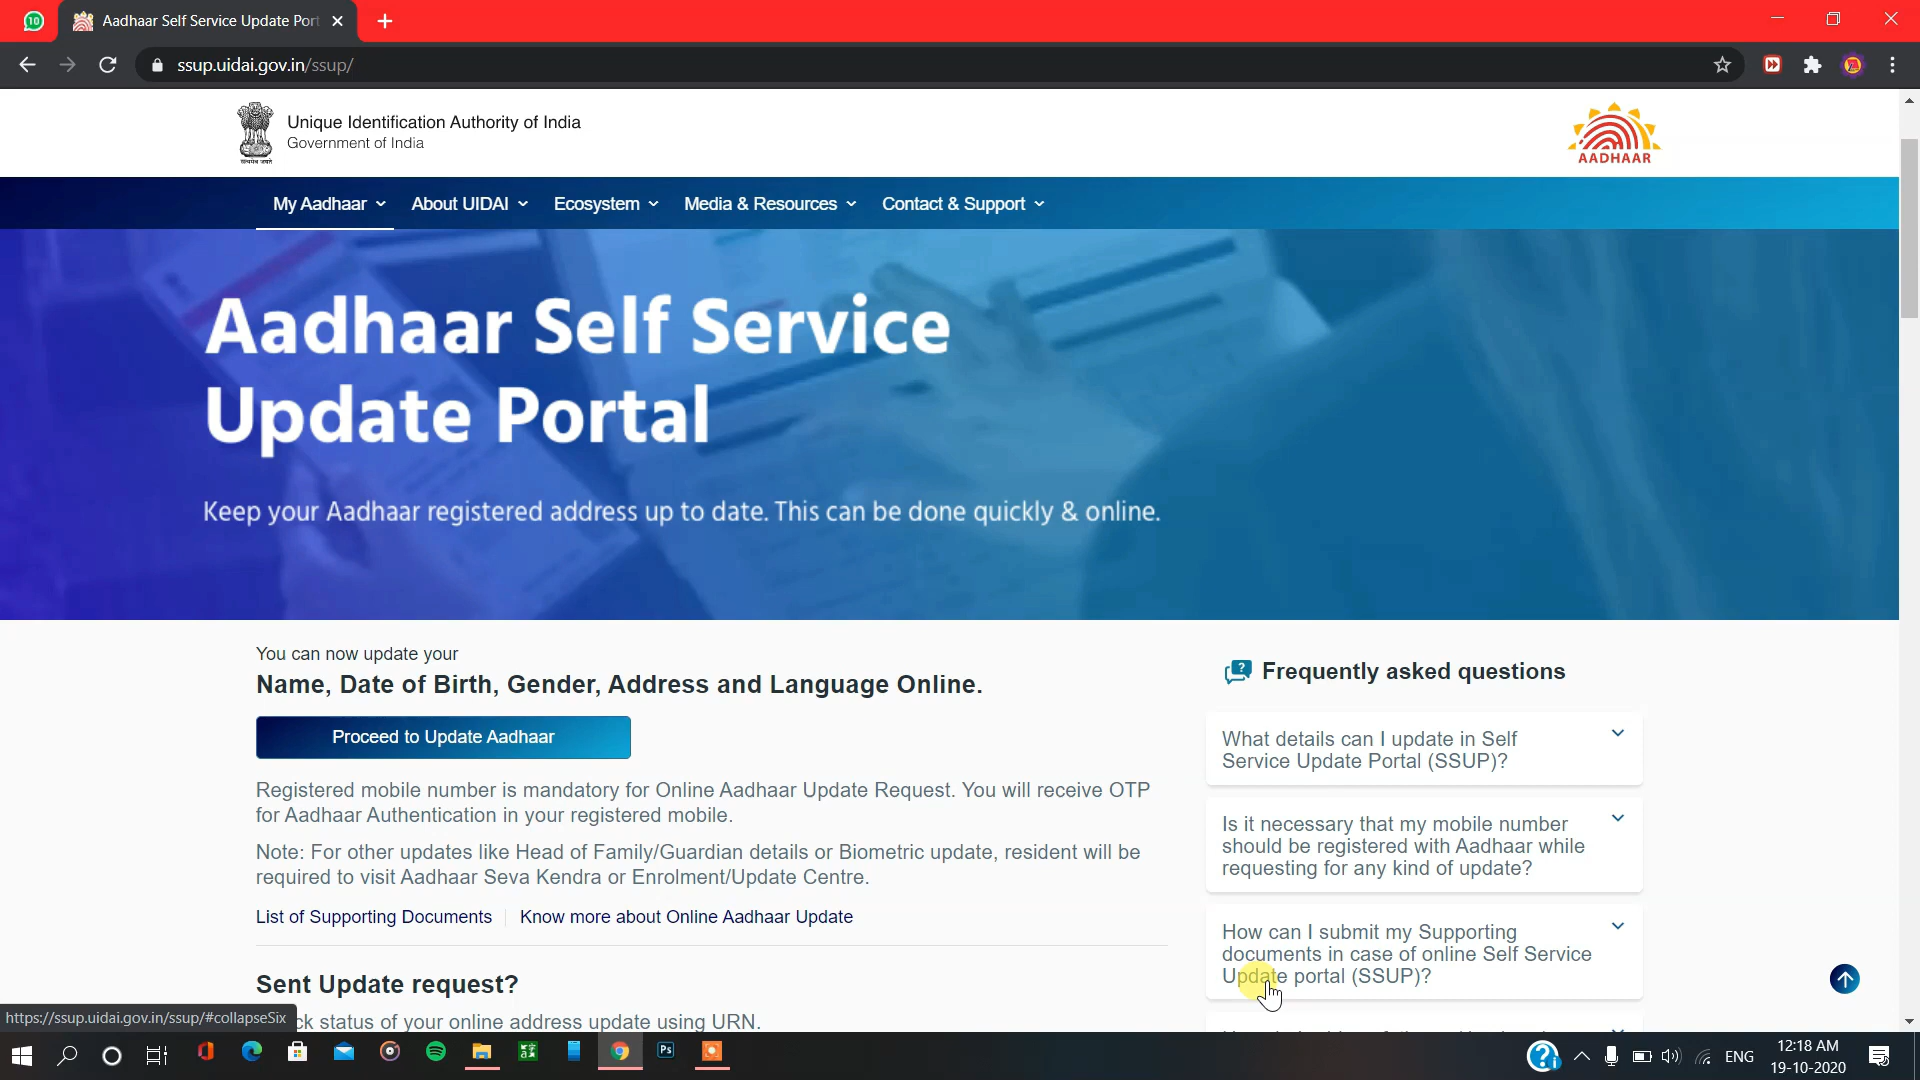 10
Aadhaar Self Service Update Port
ssup.uidai.gov.in/ssup/
Unique Identification Authority of India
Government of India
सत्यमेव जयते
AADHAAR
My Aadhaar
About UIDAI
Ecosystem
Media & Resources
Contact & Support
Aadhaar Self Service
Update Portal
Keep your Aadhaar registered address up to date. This can be done quickly & online.
You can now update your
Name, Date of Birth, Gender, Address and Language Online.
Proceed to Update Aadhaar
Registered mobile number is mandatory for Online Aadhaar Update Request. You will receive OTP
for Aadhaar Authentication in your registered mobile.
Note: For other updates like Head of Family/Guardian details or Biometric update, resident will be
required to visit Aadhaar Seva Kendra or Enrolment/Update Centre.
List of Supporting Documents
Know more about Online Aadhaar Update
Sent Update request?
ck status of your online address update using URN.
Frequently asked questions
What details can I update in Self
Service Update Portal (SSUP)?
Is it necessary that my mobile number
should be registered with Aadhaar while
requesting for any kind of update?
How can I submit my Supporting
documents in case of online Self Service
Update portal (SSUP)?
https://ssup.uidai.gov.in/ssup/#collapseSix
Ps
ENG
12:18 AM
19-10-2020